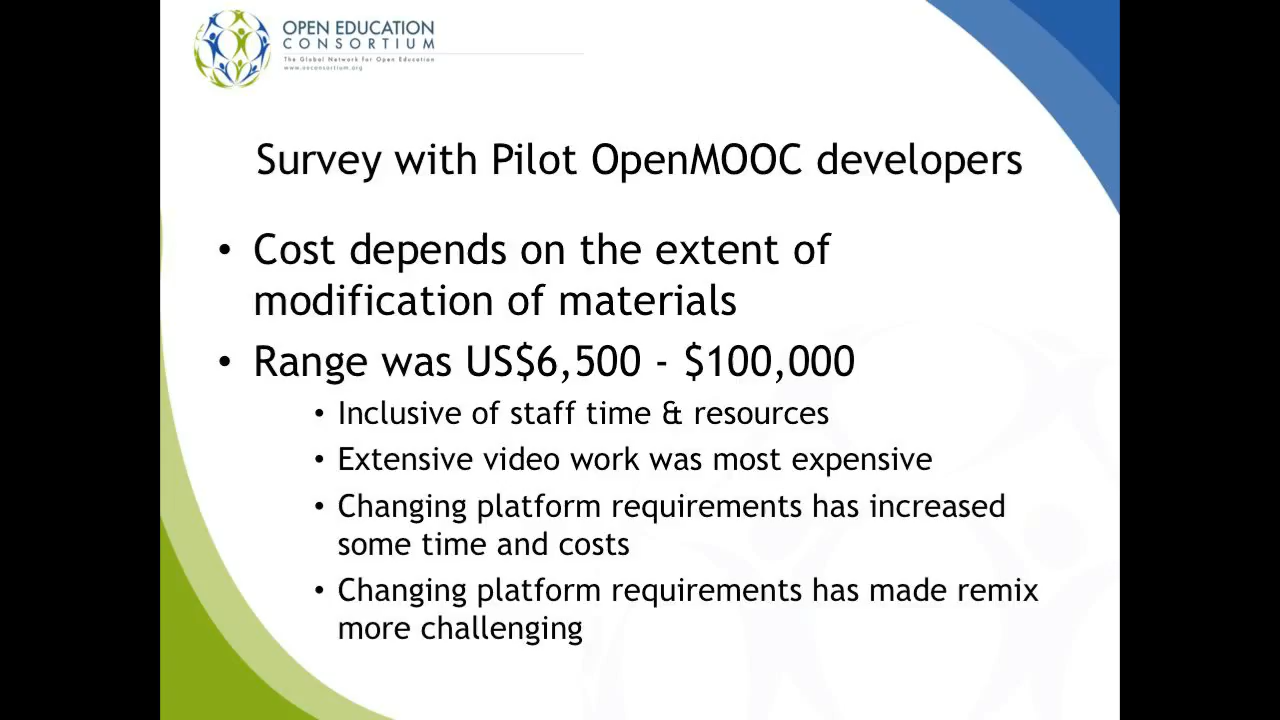 OPEN EDUCATION
CONSORTIUM
The Global Network for Open Education
www.oeconsortium.org
Survey with Pilot OpenMOOC developers
• Cost depends on the extent of
modification of materials
• Range was US$6,500 - $100,000
• Inclusive of staff time & resources
• Extensive video work was most expensive
• Changing platform requirements has increased
some time and costs
• Changing platform requirements has made remix
more challenging